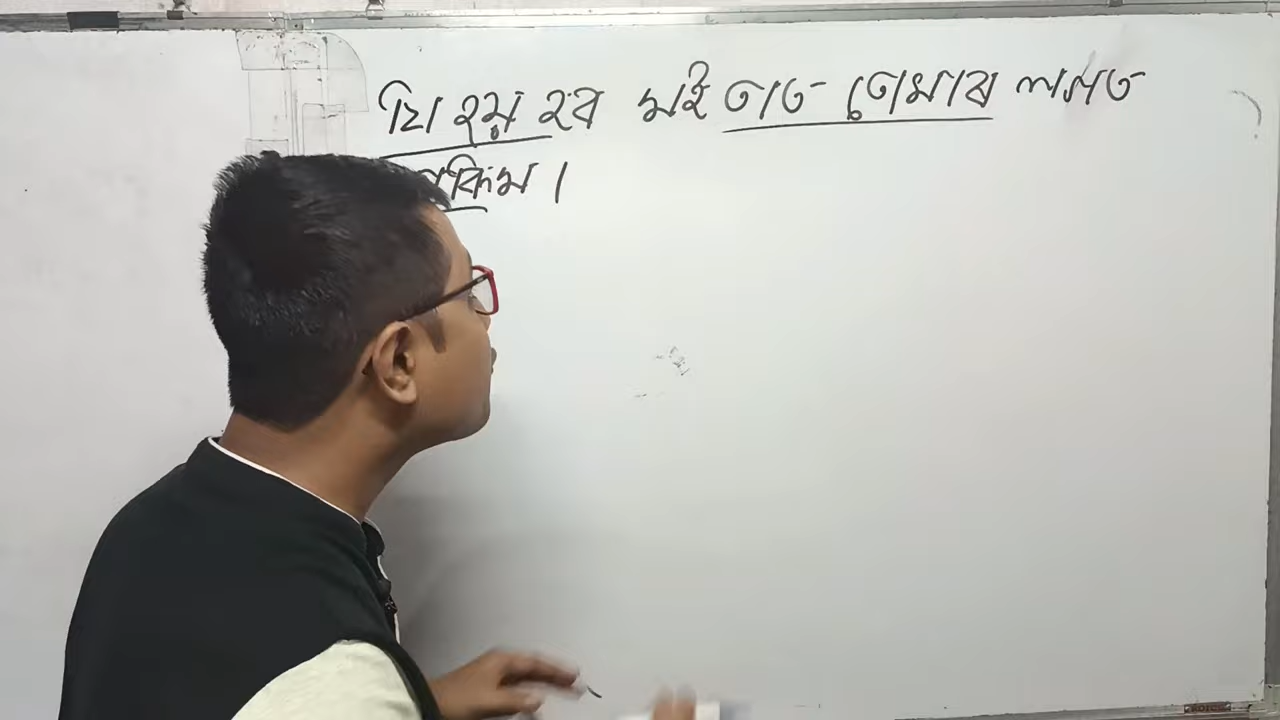 যি হয় হব মই তাত তোমাৰ লগত
থাকিম ।